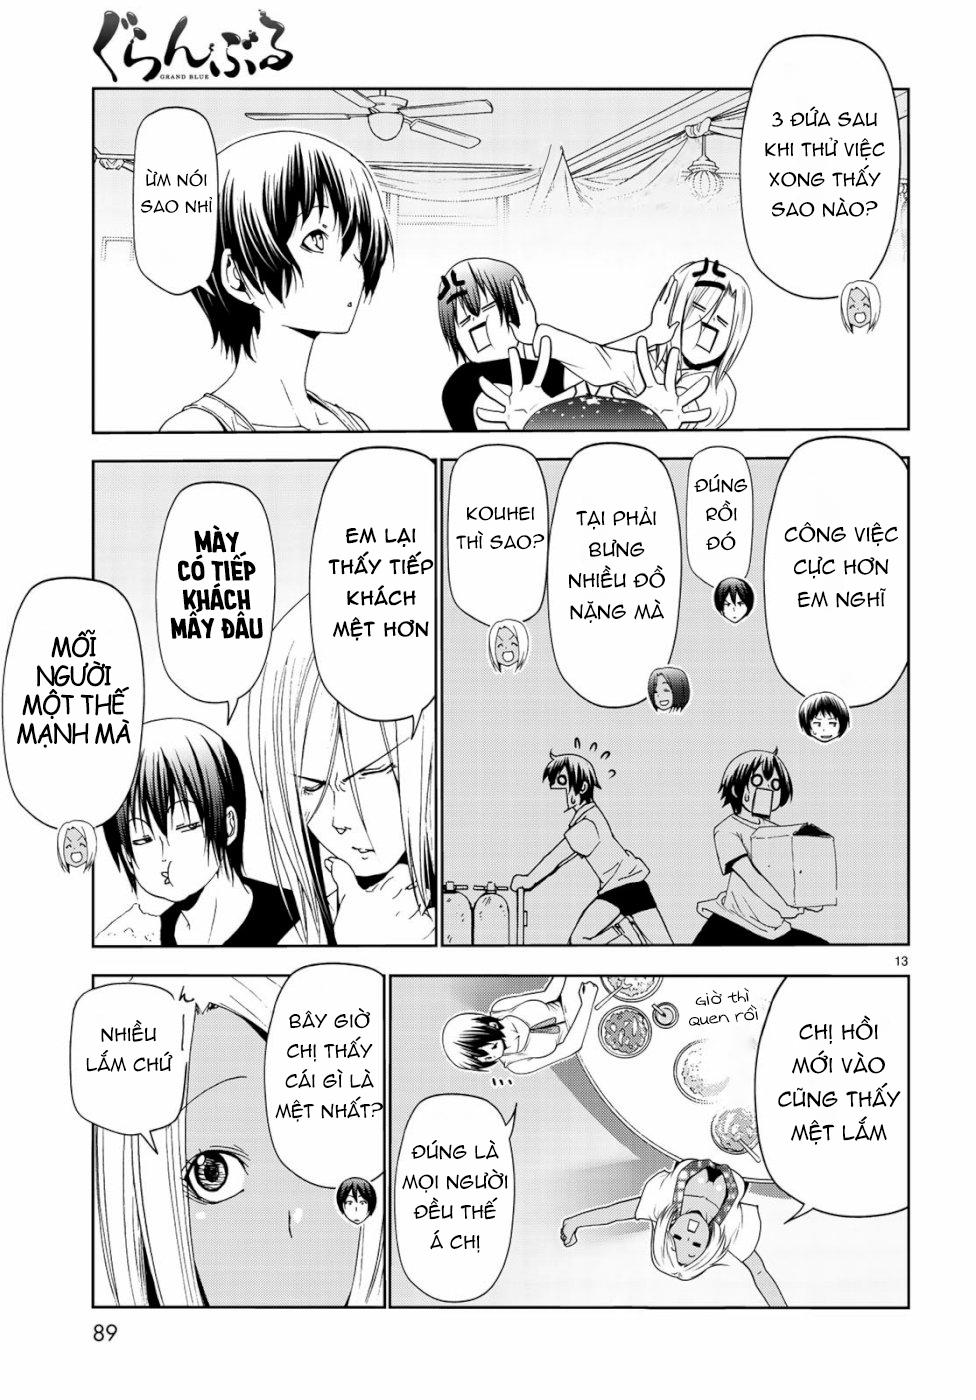 ぐらんぶる
GRAND BLUE
3 ĐỨA SAU
KHI THỬ VIỆC
XONG THẤY
SAO NÀO?
ỪM NÓI
SAO NHỈ
CÔNG VIỆC
CỰC HƠN
EM NGHĨ
ĐÚNG
RỒI
ĐÓ
TẠI PHẢI
BƯNG
NHIỀU ĐỒ
NẶNG MÀ
KOUHEI
THÌ SAO?
EM LẠI
THẤY TIẾP
KHÁCH
MỆT HƠN
MÀY
CÓ TIẾP
KHÁCH
MẤY ĐÂU
MỖI
NGƯỜI
MỘT THẾ
MẠNH MÀ
13
CHỊ HỒI
MỚI VÀO
CŨNG THẤY
MỆT LẮM
GIỜ THÌ
QUEN RỒI
ĐÚNG LÀ
MỌI NGƯỜI
ĐỀU THẾ
Á CHỊ
BÂY GIỜ
CHỊ THẤY
CÁI GÌ LÀ
MỆT NHẤT?
NHIỀU
LẮM CHỨ
89